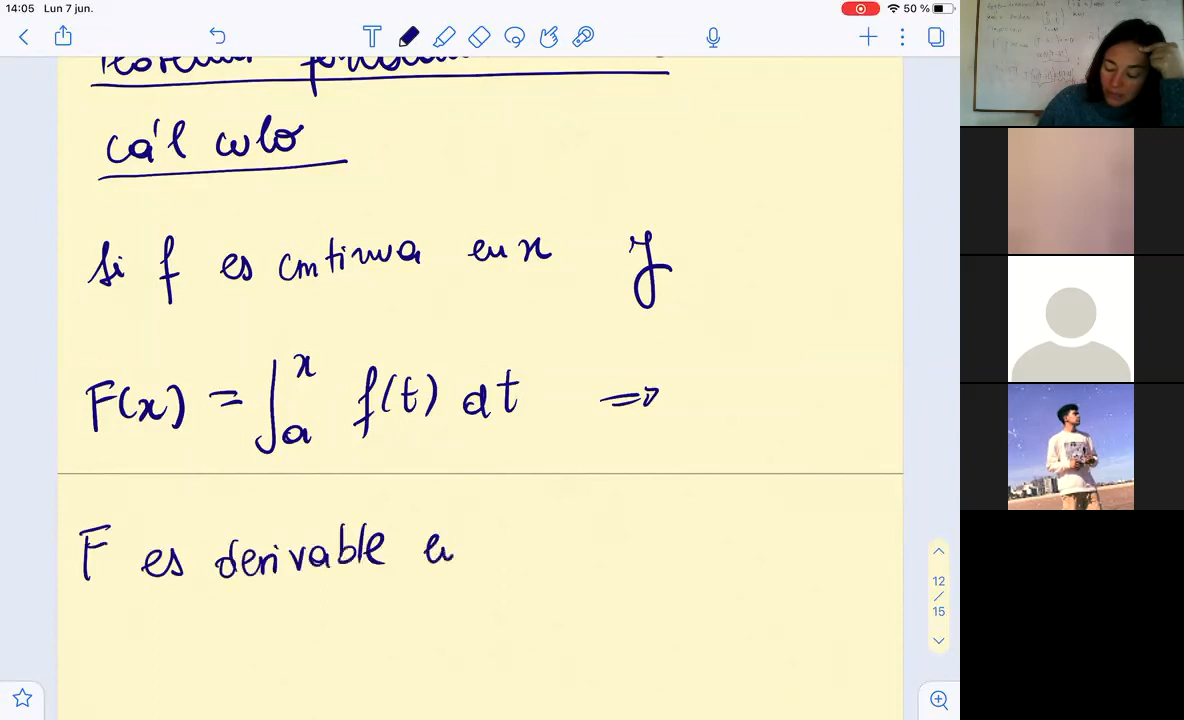 14:05 Lun 7 jun.
50 %
cálculo
Si f es continua en x y
F(x) = ∫ₐˣ f(t) dt ⇒
F es derivable en
12
/
15